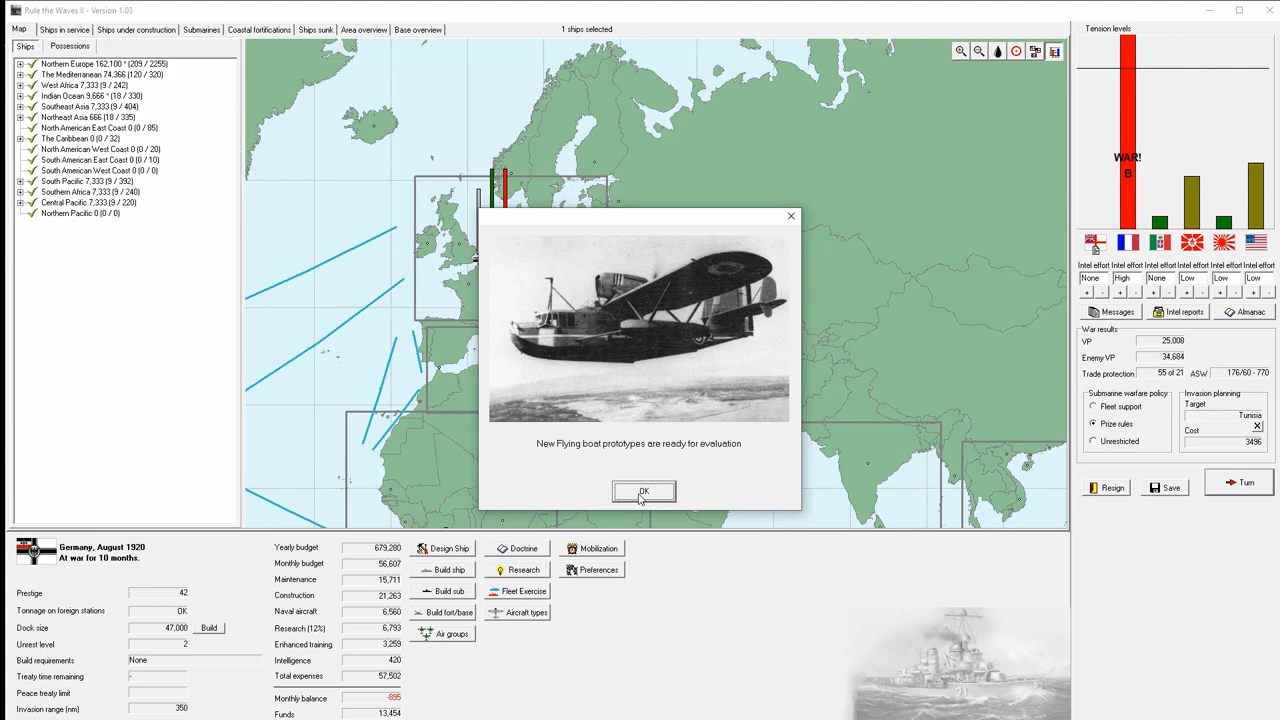 Rule the Waves II - Version 1.03
Map Ships in service Ships under construction Submarines Coastal fortifications Ships sunk Area overview Base overview 1 ships selected
Ships Possessions
Northern Europe 162,100 * (209 / 2255)
The Mediterranean 74,366 (120 / 320)
West Africa 7,333 (9 / 242)
Indian Ocean 9,666 * (18 / 330)
Southeast Asia 7,333 (9 / 404)
Northeast Asia 666 (18 / 335)
North American East Coast 0 (0 / 85)
The Caribbean 0 (0 / 32)
North American West Coast 0 (0 / 20)
South American East Coast 0 (0 / 10)
South American West Coast 0 (0 / 0)
South Pacific 7,333 (9 / 392)
Southern Africa 7,333 (9 / 240)
Central Pacific 7,333 (9 / 220)
Northern Pacific 0 (0 / 0)
New Flying boat prototypes are ready for evaluation
OK
Tension levels
WAR!
B
Intel effort Intel effort Intel effort Intel effort Intel effort Intel effort
None High None Low Low Low
+ - + - + - + - + - + -
Messages Intel reports Almanac
War results
VP 25,008
Enemy VP 34,684
Trade protection 55 of 21 ASW 176/60 - 770
Submarine warfare policy
Fleet support
Prize rules
Unrestricted
Invasion planning
Target
Tunisia
Cost X
3496
Resign Save Turn
Germany, August 1920
At war for 10 months.
Prestige 42
Tonnage on foreign stations OK
Dock size 47,000 Build
Unrest level 2
Build requirements None
Treaty time remaining -
Peace treaty limit
Invasion range (nm) 350
Yearly budget 679,280
Monthly budget 56,607
Maintenance 15,711
Construction 21,263
Naval aircraft 6,560
Research (12%) 6,793
Enhanced training 3,259
Intelligence 420
Total expenses 57,502
Monthly balance -895
Funds 13,454
Design Ship Doctrine Mobilization
Build ship Research Preferences
Build sub Fleet Exercise
Build fort/base Aircraft types
Air groups